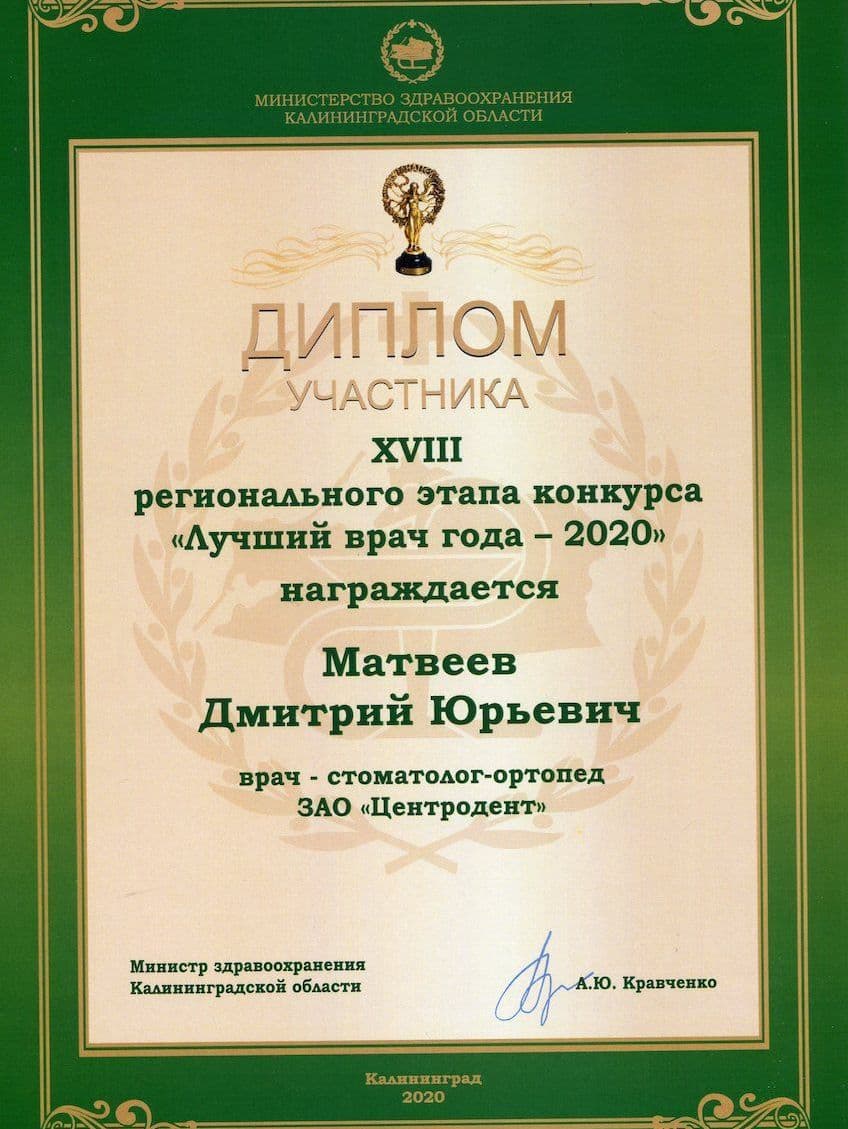 МИНИСТЕРСТВО ЗДРАВООХРАНЕНИЯ
КАЛИНИНГРАДСКОЙ ОБЛАСТИ
ДИПЛОМ
УЧАСТНИКА
XVIII
регионального этапа конкурса
«Лучший врач года – 2020»
награждается
Матвеев
Дмитрий Юрьевич
врач - стоматолог-ортопед
ЗАО «Центродент»
Министр здравоохранения
Калининградской области
А.Ю. Кравченко
Калининград
2020